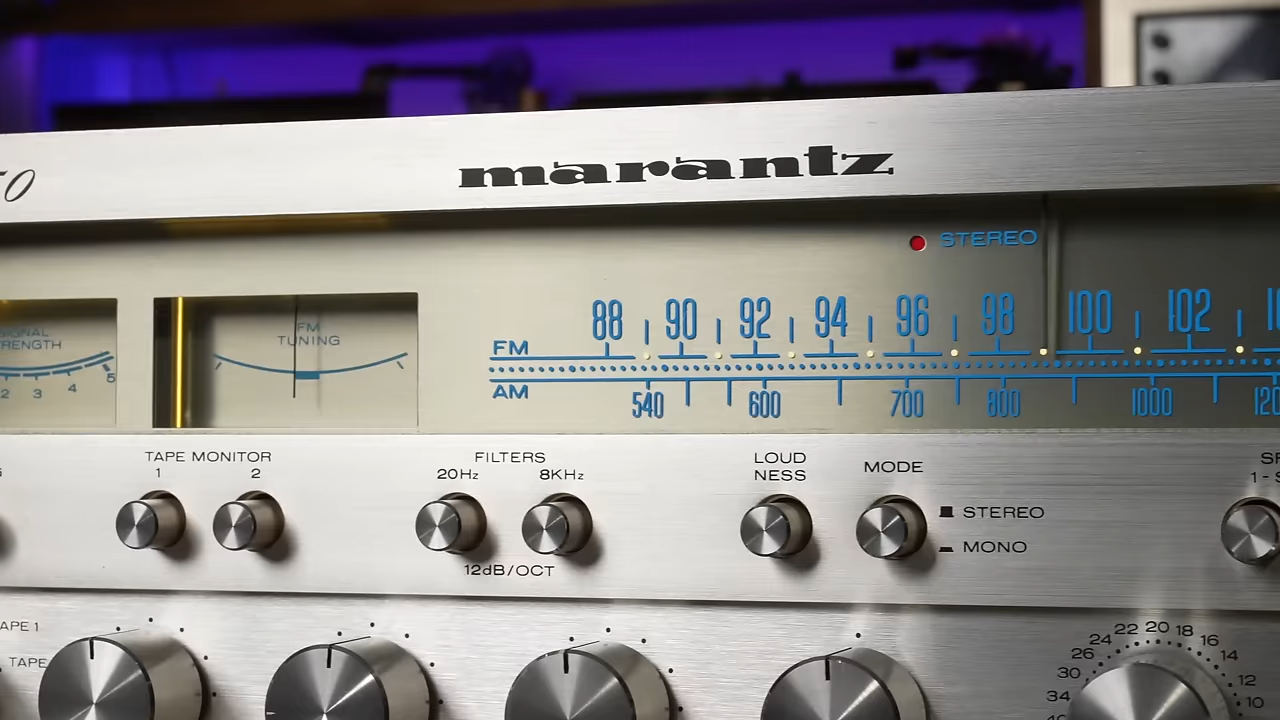 50
marantz
STEREO
SIGNAL
STRENGTH
2 3 4 5
FM
TUNING
88 90 92 94 96 98 100 102
FM
AM
540 600 700 800 1000
TAPE MONITOR
1 2
FILTERS
20Hz 8KHz
12dB/OCT
LOUD
NESS
MODE
STEREO
MONO
TAPE 1
TAPE
34 30 26 24 22 20 18 16 14 12 10